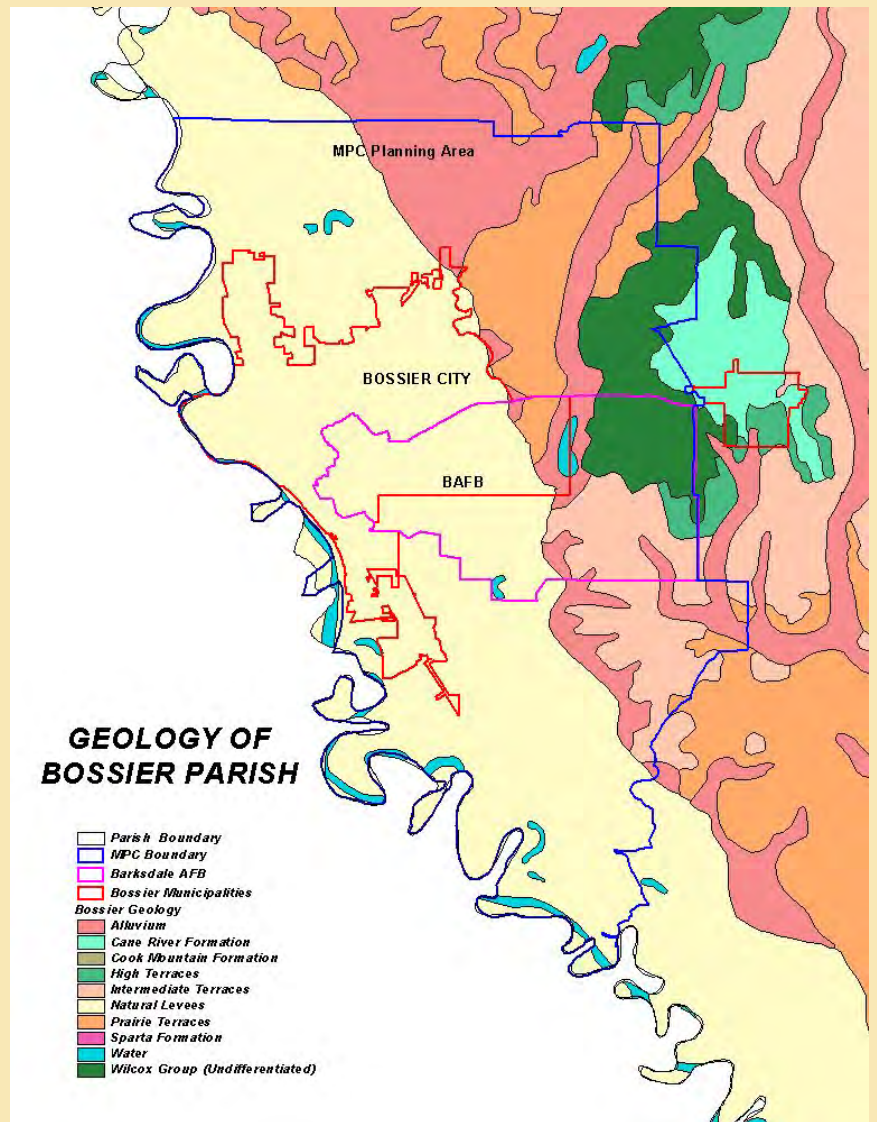 MPC Planning Area
BOSSIER CITY
BAFB
GEOLOGY OF
BOSSIER PARISH
Parish Boundary
MPC Boundary
Barksdale AFB
Bossier Municipalities
Bossier Geology
Alluvium
Cane River Formation
Cook Mountain Formation
High Terraces
Intermediate Terraces
Natural Levees
Prairie Terraces
Sparta Formation
Water
Wilcox Group (Undifferentiated)